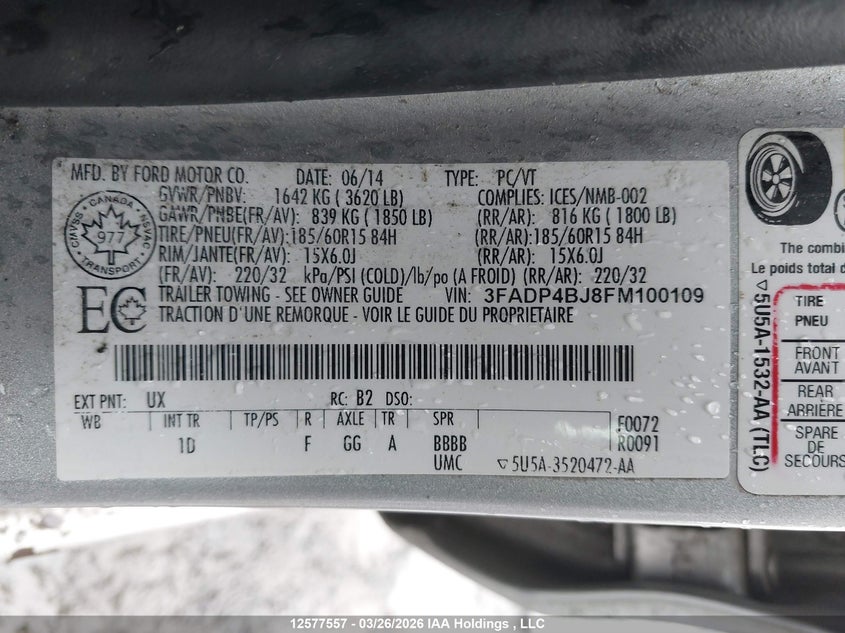 MFD. BY FORD MOTOR CO. DATE: 06/14 TYPE: PC/VT
GVWR/PNBV: 1642 KG ( 3620 LB) COMPLIES: ICES/NMB-002
GAWR/PNBE(FR/AV): 839 KG ( 1850 LB) (RR/AR): 816 KG ( 1800 LB)
TIRE/PNEU(FR/AV):185/60R15 84H (RR/AR):185/60R15 84H
RIM/JANTE(FR/AV): 15X6.0J (RR/AR): 15X6.0J
(FR/AV): 220/32 kPa/PSI (COLD)/lb/po (A FROID) (RR/AR): 220/32
TRAILER TOWING - SEE OWNER GUIDE VIN: 3FADP4BJ8FM100109
TRACTION D'UNE REMORQUE - VOIR LE GUIDE DU PROPRIETAIRE
CANADA
CMVSS NSVAC
977
TRANSPORT
EC
EXT PNT: UX RC: B2 DSO:
WB INT TR TP/PS R AXLE TR SPR F0072
1D F GG A BBBB R0091
UMC ▽5U5A-3520472-AA
The combi
Le poids total d
▽5U5A-1532-AA (TLC)
TIRE
PNEU
FRONT
AVANT
REAR
ARRIÈRE
SPARE
DE
SECOURS
12577557 - 03/26/2026 IAA Holdings , LLC